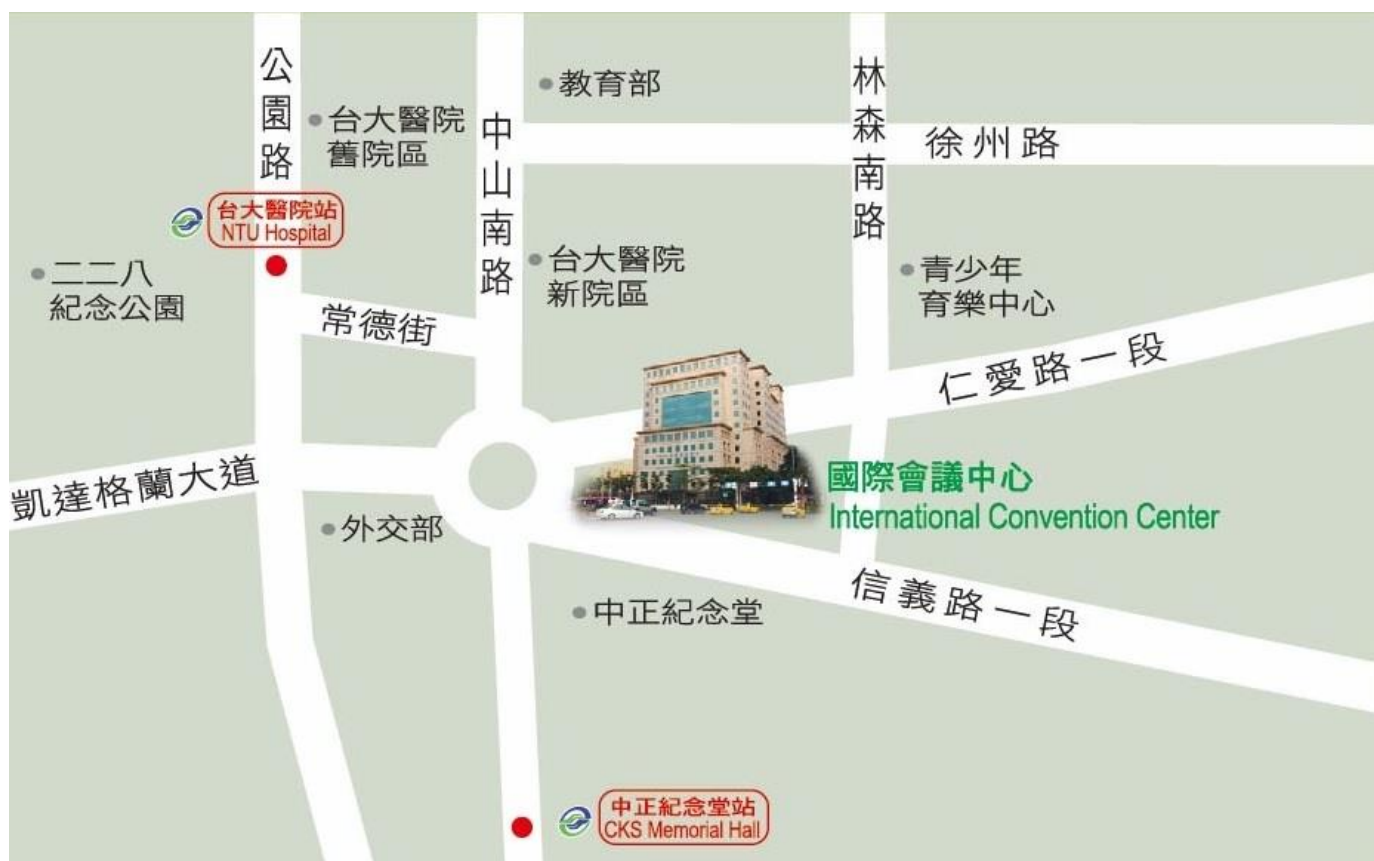 公園路
台大醫院
舊院區
中山南路
教育部
林森南路
徐州路
台大醫院站
NTU Hospital
二二八
紀念公園
常德街
台大醫院
新院區
青少年
育樂中心
仁愛路一段
凱達格蘭大道
外交部
國際會議中心
International Convention Center
中正紀念堂
信義路一段
中正紀念堂站
CKS Memorial Hall